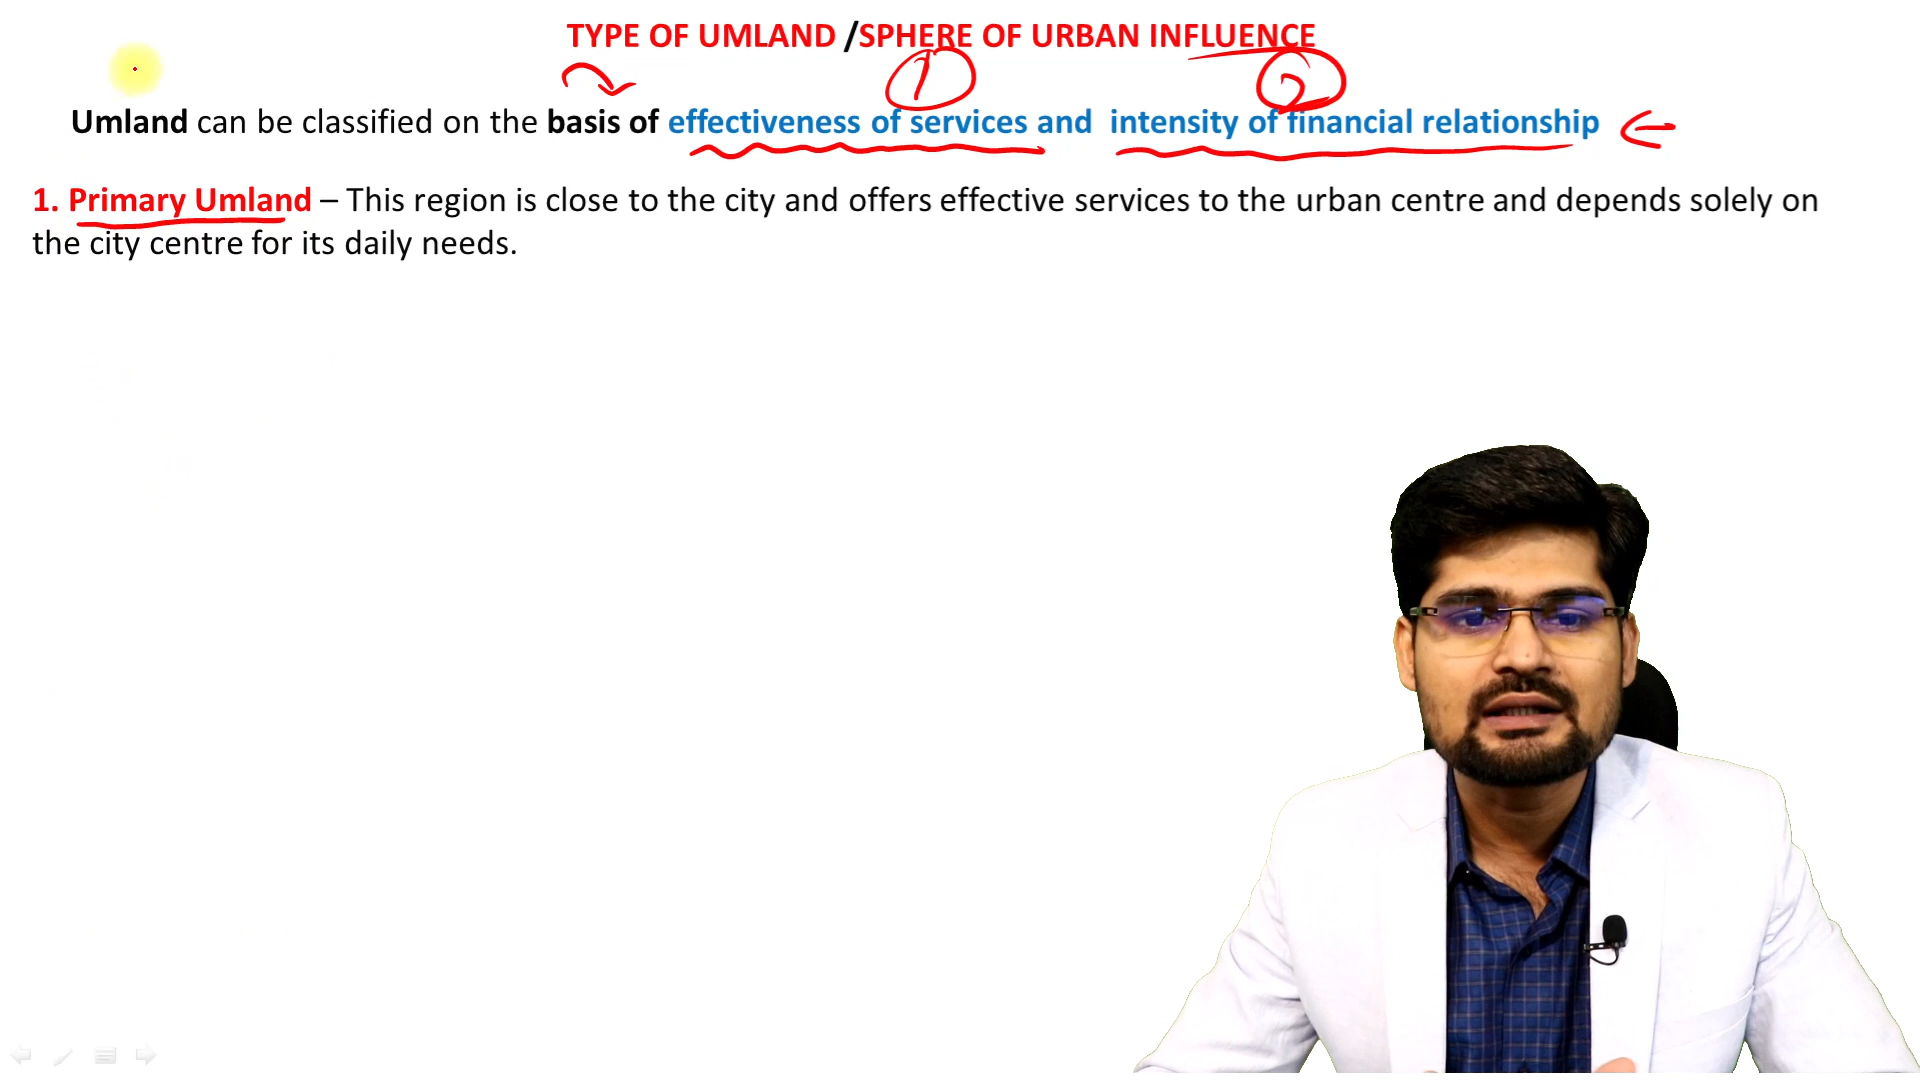 TYPE OF UMLAND /SPHERE OF URBAN INFLUENCE
1 2
Umland can be classified on the basis of effectiveness of services and intensity of financial relationship
1. Primary Umland – This region is close to the city and offers effective services to the urban centre and depends solely on
the city centre for its daily needs.